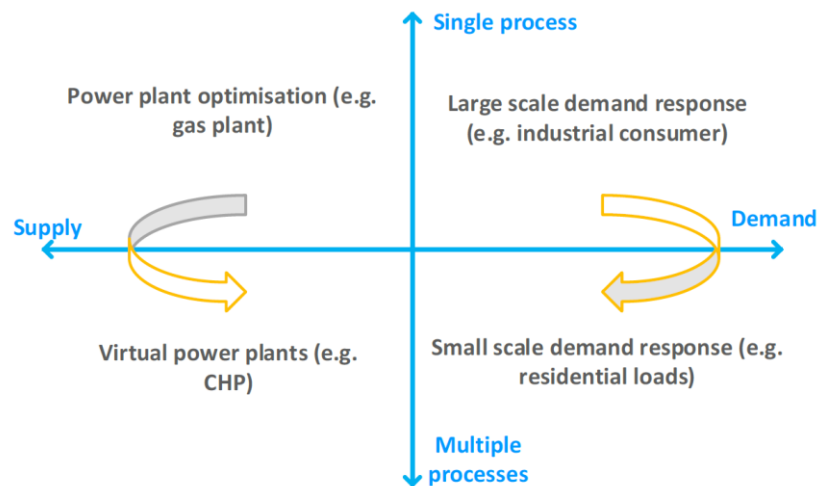 Single process
Power plant optimisation (e.g.
gas plant)
Large scale demand response
(e.g. industrial consumer)
Supply
Demand
Virtual power plants (e.g.
CHP)
Small scale demand response (e.g.
residential loads)
Multiple
processes